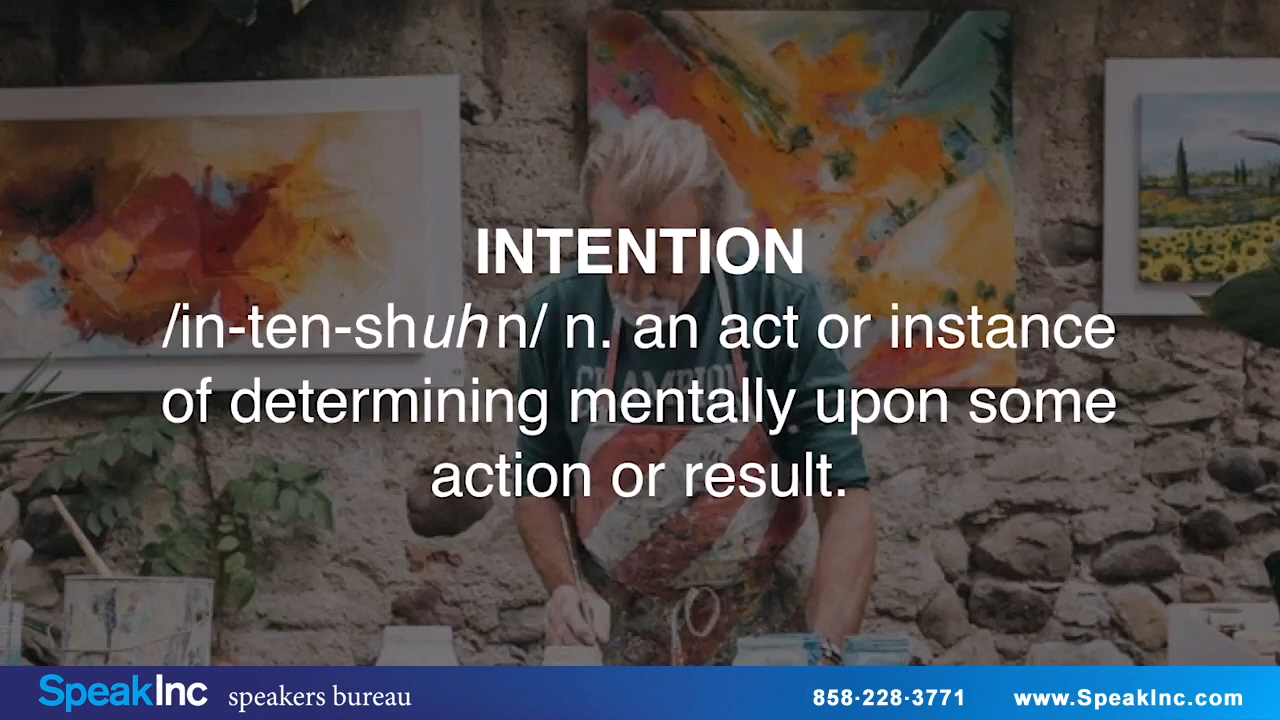 INTENTION
/in-ten-shuhn/ n. an act or instance
of determining mentally upon some
action or result.
CHAMPION
SpeakInc speakers bureau
858-228-3771 www.SpeakInc.com